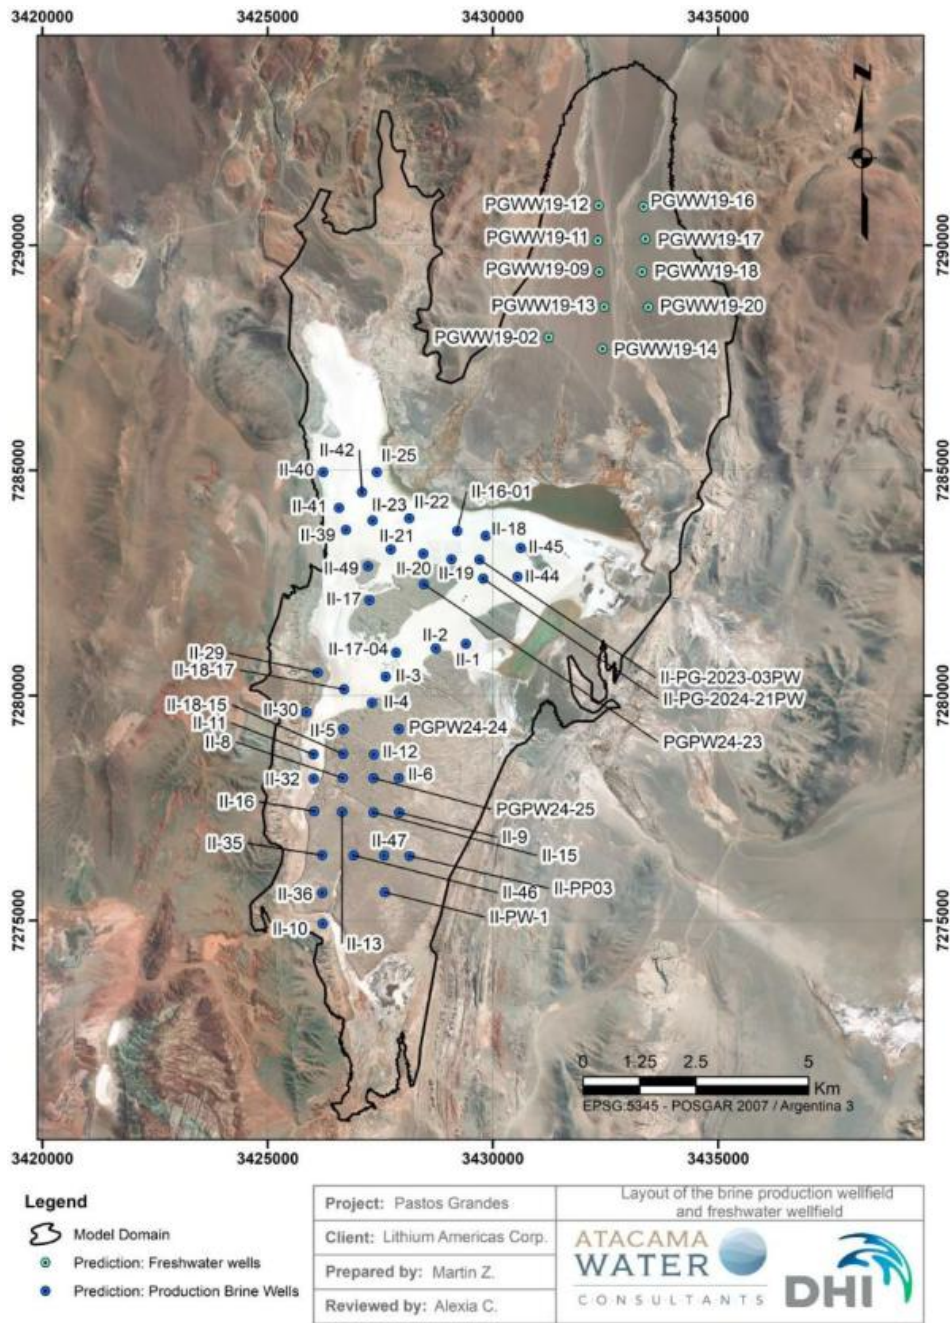 3420000 3425000 3430000 3435000
N
PGWW19-12 PGWW19-16
PGWW19-11 PGWW19-17
7290000 7290000
PGWW19-09 PGWW19-18
PGWW19-13 PGWW19-20
PGWW19-02 PGWW19-14
II-42 II-25
7285000 7285000
II-40 II-16-01
II-23 II-22
II-41 II-18
II-39 II-21 II-45
II-49 II-20 II-19 II-44
II-17
II-2
II-17-04 II-1
II-29
II-18-17 II-3 II-PG-2023-03PW
7280000 7280000
II-18-15 II-30 II-4 II-PG-2024-21PW
II-11 II-5 PGPW24-24 PGPW24-23
II-8 II-12
II-32 II-6
II-16 PGPW24-25
II-9
II-35 II-47 II-15
II-36 II-46 II-PP03
II-PW-1
7275000 7275000
II-10 II-13
0 1.25 2.5 5
Km
EPSG:5345 - POSGAR 2007 / Argentina 3
3420000 3425000 3430000 3435000
Legend
Model Domain
Prediction: Freshwater wells
Prediction: Production Brine Wells
Project: Pastos Grandes
Client: Lithium Americas Corp.
Prepared by: Martin Z.
Reviewed by: Alexia C.
Layout of the brine production wellfield
and freshwater wellfield
ATACAMA
WATER
CONSULTANTS
DHI